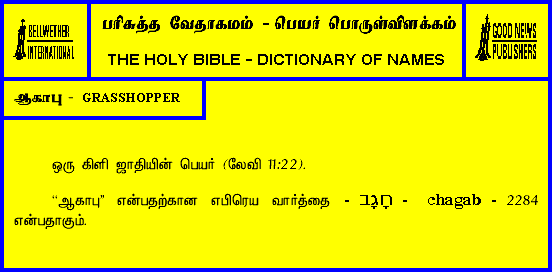 BELLWETHER
INTERNATIONAL
பரிசுத்த வேதாகமம் - பெயர் பொருள்விளக்கம்
THE HOLY BIBLE - DICTIONARY OF NAMES
GOOD NEWS
PUBLISHERS
ஆகாபு - GRASSHOPPER
ஒரு கிளி ஜாதியின் பெயர் (லேவி 11:22).
“ஆகாபு” என்பதற்கான எபிரெய வார்த்தை - חָגָב - chagab - 2284
என்பதாகும்.